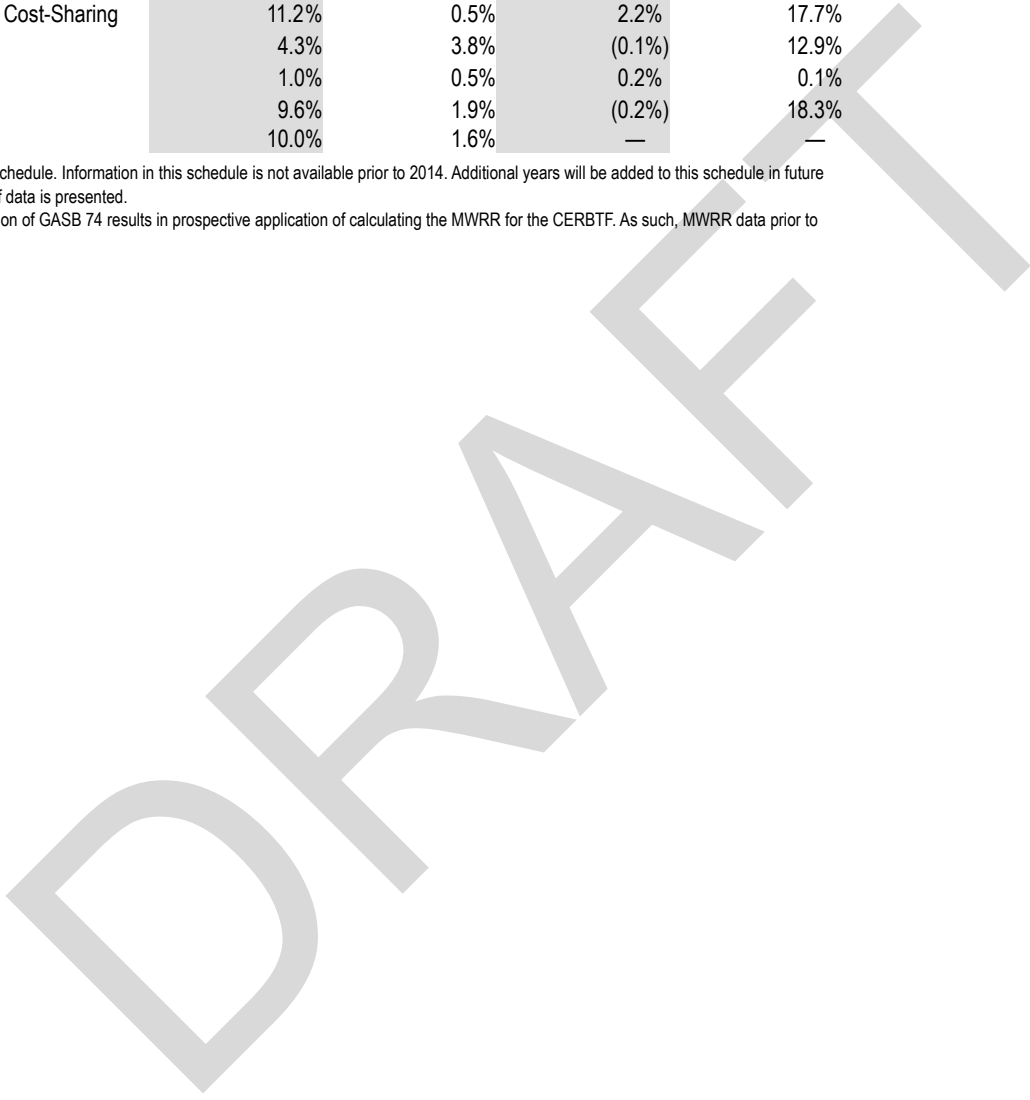 Cost-Sharing 11.2% 0.5% 2.2% 17.7%
4.3% 3.8% (0.1%) 12.9%
1.0% 0.5% 0.2% 0.1%
9.6% 1.9% (0.2%) 18.3%
10.0% 1.6% — —
chedule. Information in this schedule is not available prior to 2014. Additional years will be added to this schedule in future
f data is presented.
on of GASB 74 results in prospective application of calculating the MWRR for the CERBTF. As such, MWRR data prior to
DRAFT